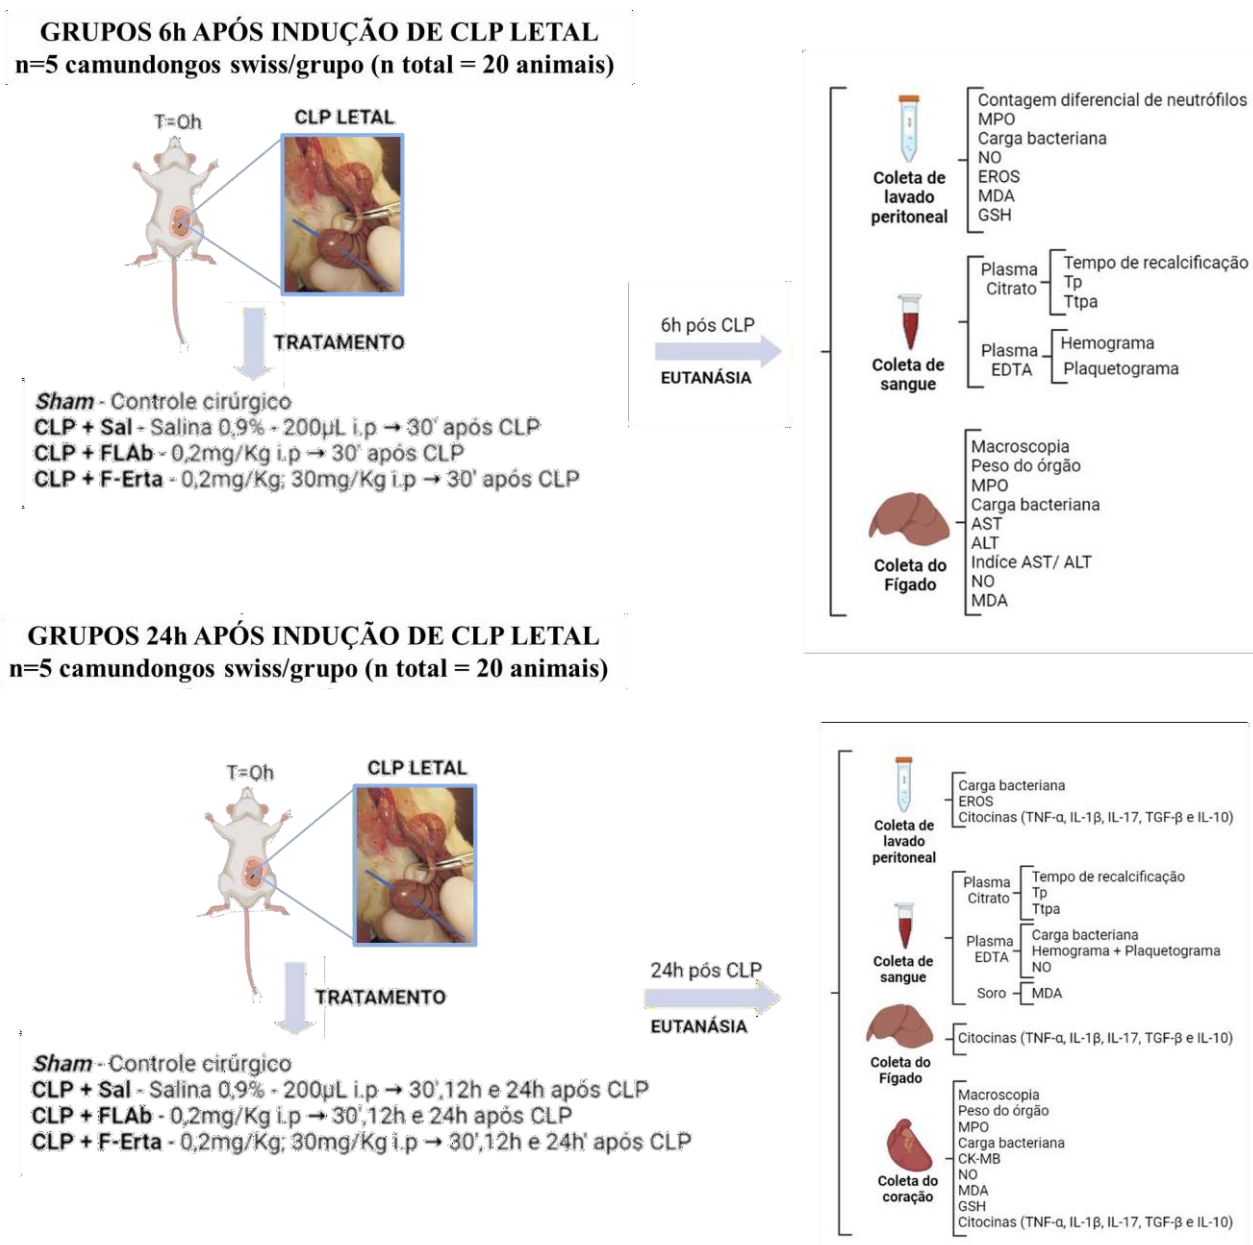 GRUPOS 6h APÓS INDUÇÃO DE CLP LETAL
n=5 camundongos swiss/grupo (n total = 20 animais)
T=0h
CLP LETAL
TRATAMENTO
Sham - Controle cirúrgico
CLP + Sal - Salina 0,9% - 200µL i.p → 30' após CLP
CLP + FLAb - 0,2mg/Kg i.p → 30' após CLP
CLP + F-Erta - 0,2mg/Kg; 30mg/Kg i.p → 30' após CLP
6h pós CLP
EUTANÁSIA
Coleta de
lavado
peritoneal
Contagem diferencial de neutrófilos
MPO
Carga bacteriana
NO
EROS
MDA
GSH
Coleta de
sangue
Plasma
Citrato
Tempo de recalcificação
Tp
Ttpa
Plasma
EDTA
Hemograma
Plaquetograma
Coleta do
Fígado
Macroscopia
Peso do órgão
MPO
Carga bacteriana
AST
ALT
Indíce AST/ ALT
NO
MDA
GRUPOS 24h APÓS INDUÇÃO DE CLP LETAL
n=5 camundongos swiss/grupo (n total = 20 animais)
T=0h
CLP LETAL
TRATAMENTO
Sham - Controle cirúrgico
CLP + Sal - Salina 0,9% - 200µL i.p → 30',12h e 24h após CLP
CLP + FLAb - 0,2mg/Kg i.p → 30',12h e 24h após CLP
CLP + F-Erta - 0,2mg/Kg; 30mg/Kg i.p → 30',12h e 24h' após CLP
24h pós CLP
EUTANÁSIA
Coleta de
lavado
peritoneal
Carga bacteriana
EROS
Citocinas (TNF-α, IL-1β, IL-17, TGF-β e IL-10)
Coleta de
sangue
Plasma
Citrato
Tempo de recalcificação
Tp
Ttpa
Plasma
EDTA
Carga bacteriana
Hemograma + Plaquetograma
NO
Soro
MDA
Coleta do
Fígado
Citocinas (TNF-α, IL-1β, IL-17, TGF-β e IL-10)
Coleta do
coração
Macroscopia
Peso do órgão
MPO
Carga bacteriana
CK-MB
NO
MDA
GSH
Citocinas (TNF-α, IL-1β, IL-17, TGF-β e IL-10)